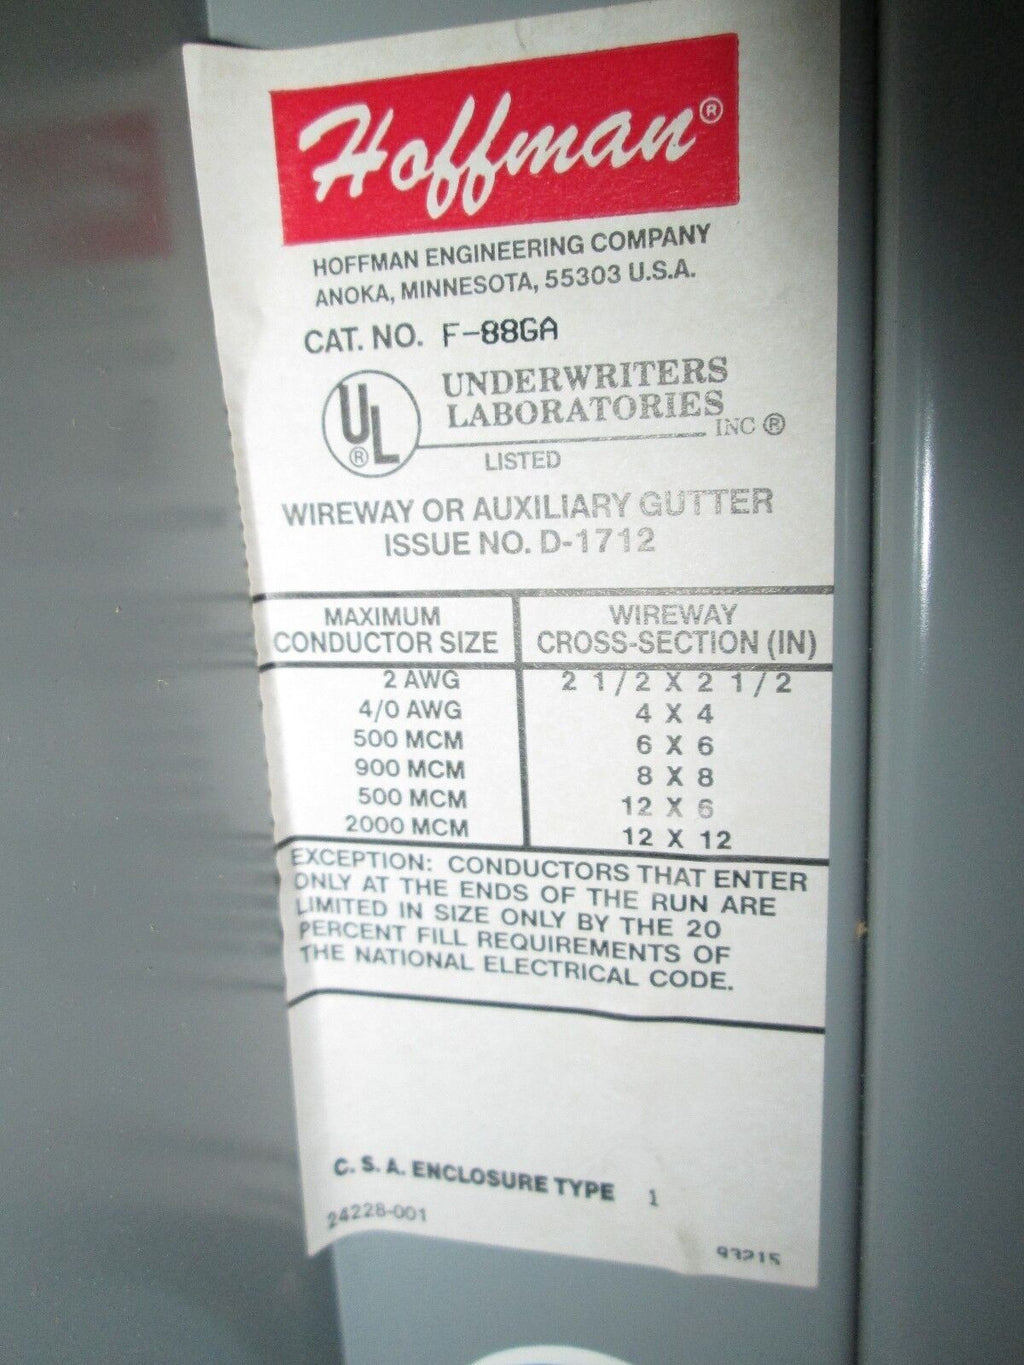 Hoffman®
HOFFMAN ENGINEERING COMPANY
ANOKA, MINNESOTA, 55303 U.S.A.
CAT. NO. F-88GA
UL®
UNDERWRITERS
LABORATORIES
INC ®
LISTED
WIREWAY OR AUXILIARY GUTTER
ISSUE NO. D-1712
MAXIMUM
CONDUCTOR SIZE
WIREWAY
CROSS-SECTION (IN)
2 AWG 2 1/2 X 2 1/2
4/0 AWG 4 X 4
500 MCM 6 X 6
900 MCM 8 X 8
500 MCM 12 X 6
2000 MCM 12 X 12
EXCEPTION: CONDUCTORS THAT ENTER
ONLY AT THE ENDS OF THE RUN ARE
LIMITED IN SIZE ONLY BY THE 20
PERCENT FILL REQUIREMENTS OF
THE NATIONAL ELECTRICAL CODE.
C. S. A. ENCLOSURE TYPE 1
24228-001